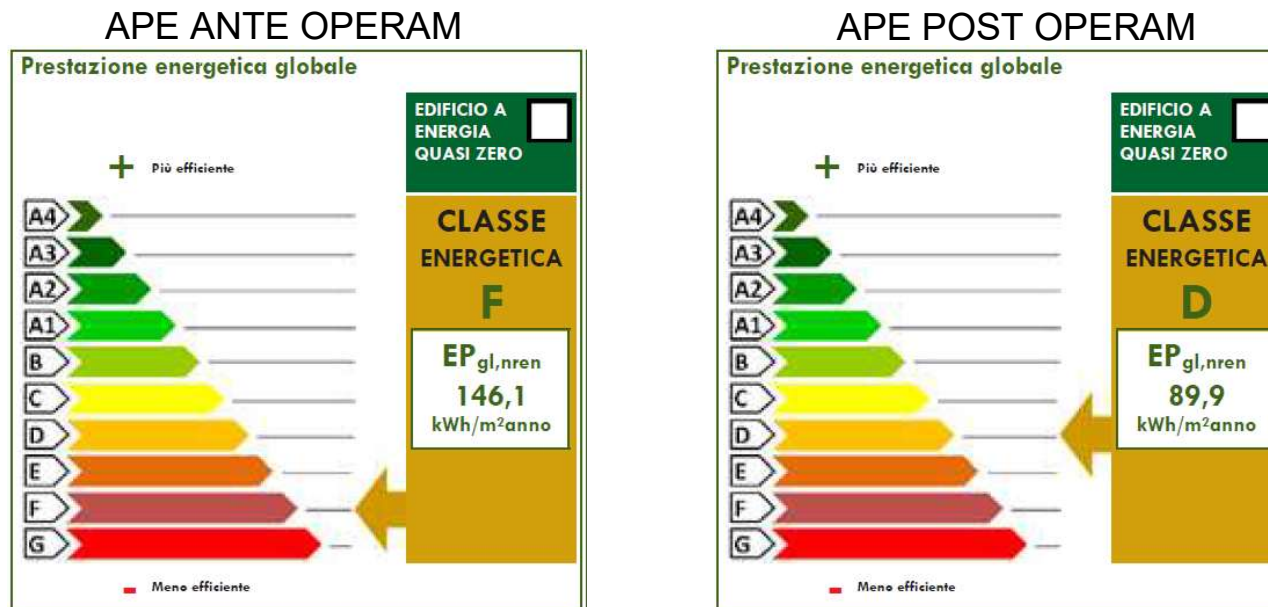 APE ANTE OPERAM
Prestazione energetica globale
EDIFICIO A
ENERGIA
QUASI ZERO
+ Più efficiente
A4
A3
A2
A1
B
C
D
E
F
G
CLASSE
ENERGETICA
F
EPgl,nren
146,1
kWh/m²anno
- Meno efficiente
APE POST OPERAM
Prestazione energetica globale
EDIFICIO A
ENERGIA
QUASI ZERO
+ Più efficiente
A4
A3
A2
A1
B
C
D
E
F
G
CLASSE
ENERGETICA
D
EPgl,nren
89,9
kWh/m²anno
- Meno efficiente